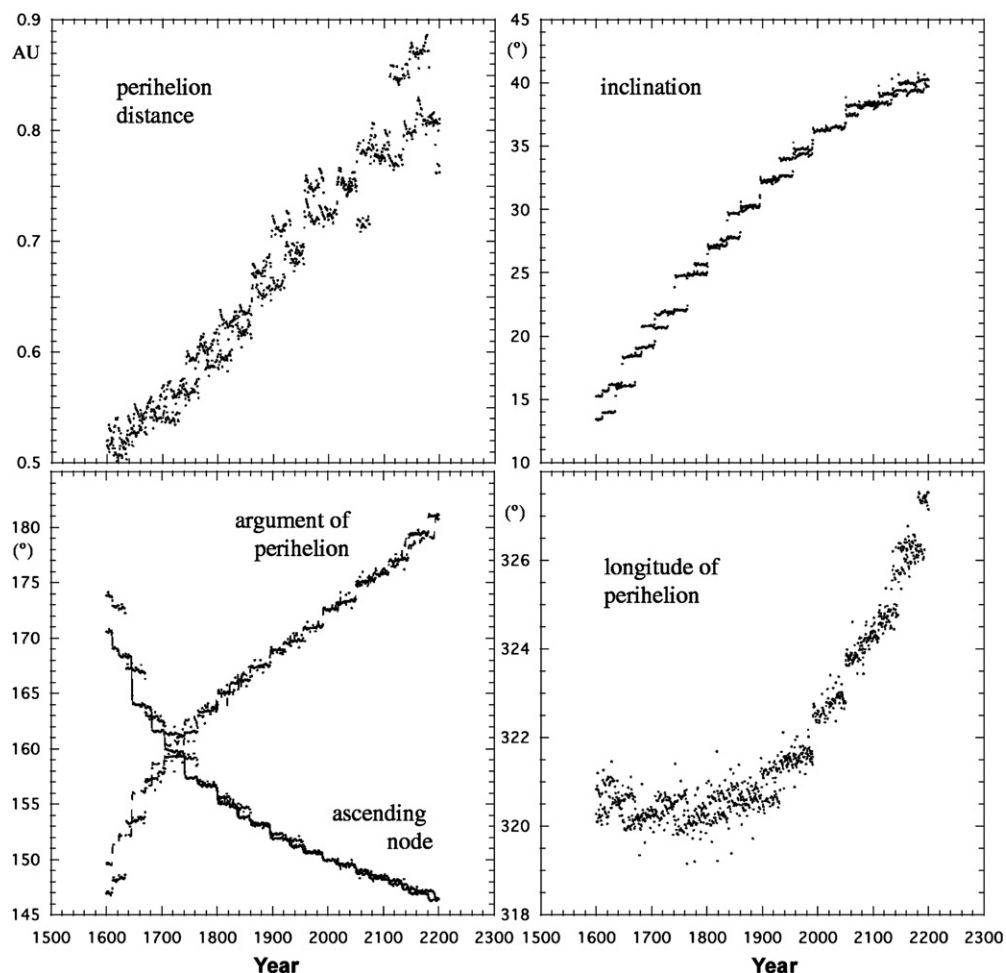 0.9
AU
0.8
0.7
0.6
0.5
perihelion
distance
45
(º)
40
35
30
25
20
15
10
inclination
180
(º)
175
170
165
160
155
150
145
argument of
perihelion
ascending
node
1500 1600 1700 1800 1900 2000 2100 2200 2300
Year
(º)
326
324
322
320
318
longitude of
perihelion
1500 1600 1700 1800 1900 2000 2100 2200 2300
Year